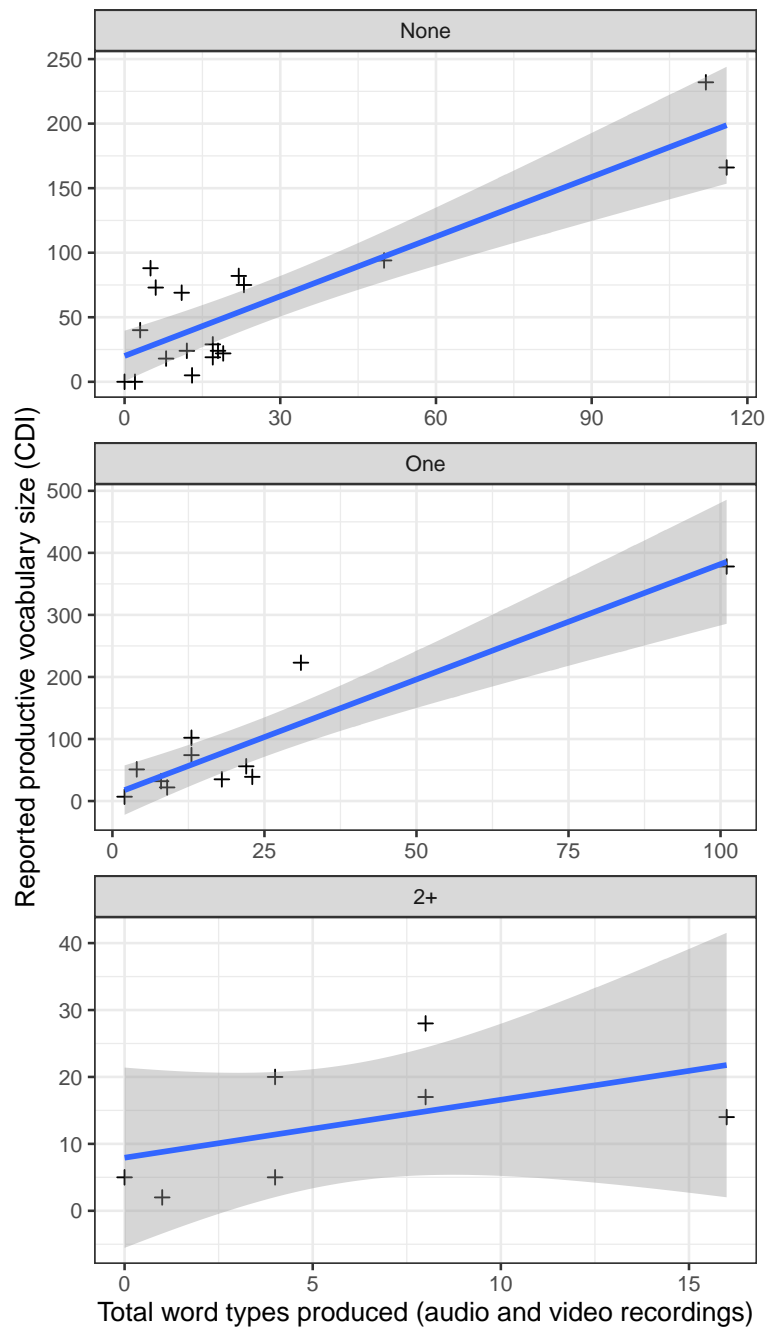 None
250
200
150
100
50
0
0 30 60 90 120
One
500
400
300
200
100
0
0 25 50 75 100
2+
40
30
20
10
0
0 5 10 15
Reported productive vocabulary size (CDI)
Total word types produced (audio and video recordings)